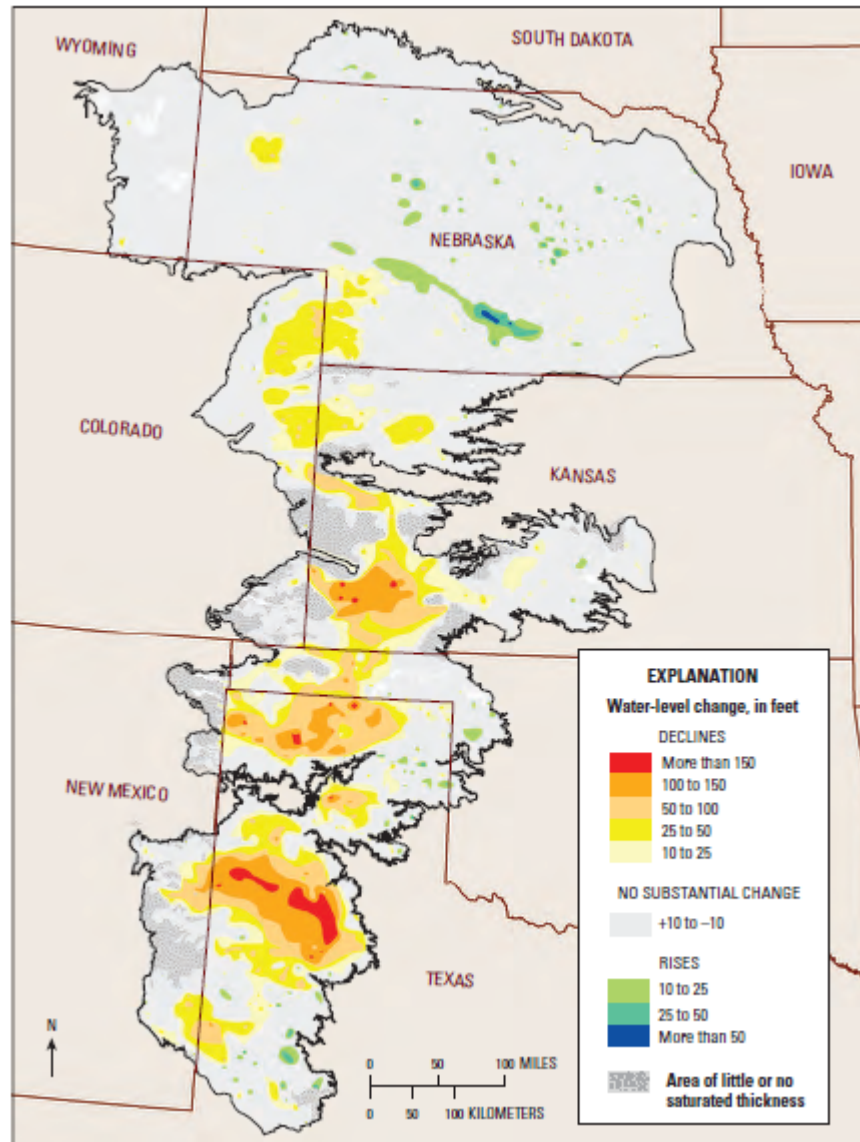 WYOMING
SOUTH DAKOTA
IOWA
NEBRASKA
COLORADO
KANSAS
NEW MEXICO
TEXAS
N
0 50 100 MILES
0 50 100 KILOMETERS
EXPLANATION
Water-level change, in feet
DECLINES
More than 150
100 to 150
50 to 100
25 to 50
10 to 25
NO SUBSTANTIAL CHANGE
+10 to –10
RISES
10 to 25
25 to 50
More than 50
Area of little or no
saturated thickness